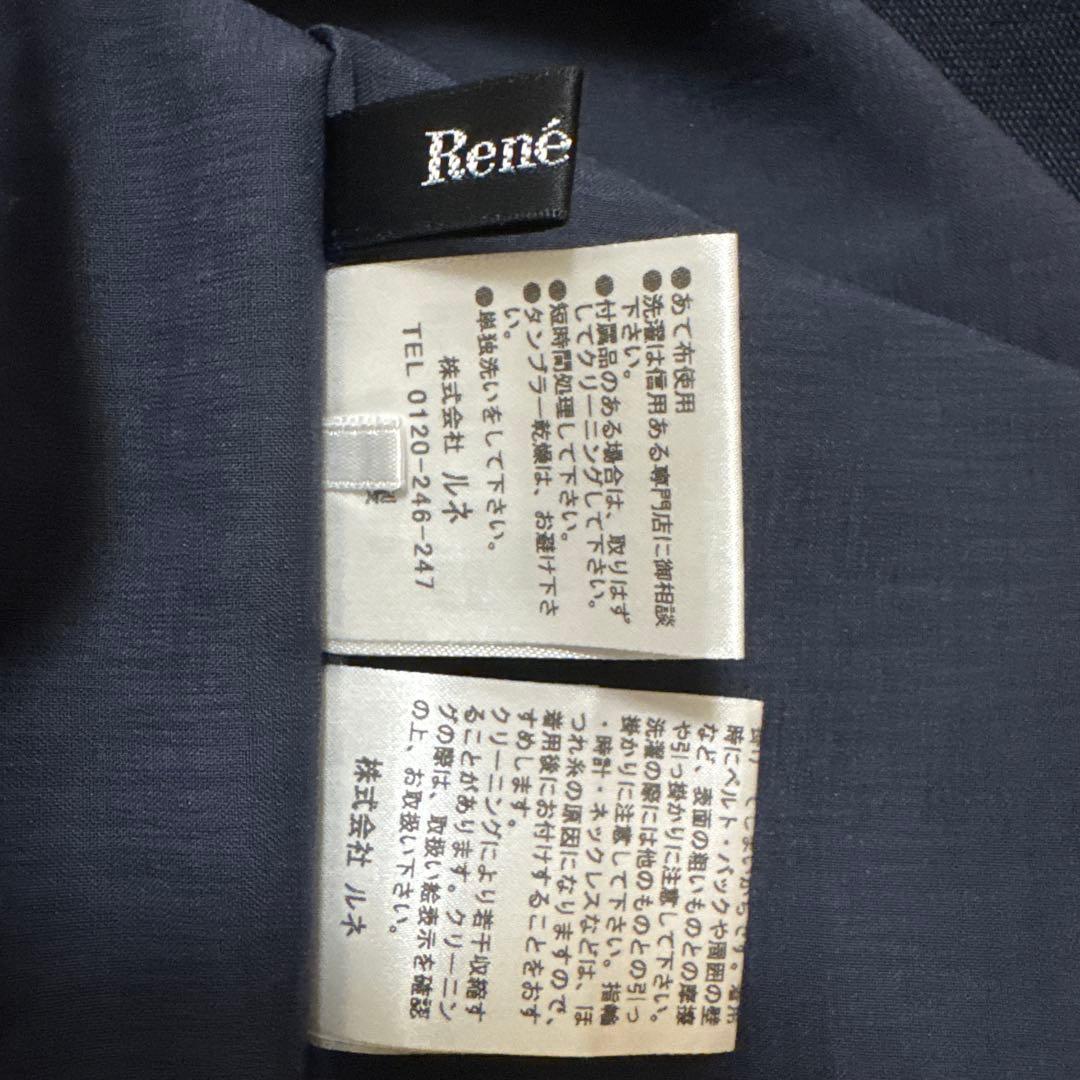 René
●あて布使用
●洗濯は信用ある専門店に御相談
下さい。
●付属品のある場合は、取りはず
してクリーニングして下さい。
●短時間処理して下さい。
●タンブラー乾燥は、お避け下さ
い。
●単独洗いをして下さい。
株式会社 ルネ
TEL 0120-246-247
製
時にベルト・バックや周囲の壁
など、表面の粗いものとの摩擦
や引っ掛かりに注意して下さい。
洗濯の際には他のものとの引っ
掛かりに注意して下さい。指輪
・時計・ネックレスなどは、ほ
つれ糸の原因になりますので、
着用後にお付けすることをおす
すめします。
クリーニングにより若干収縮す
ることがあります。クリーニン
グの際は、取扱い絵表示を確認
の上、お取扱い下さい。
株式会社 ルネ